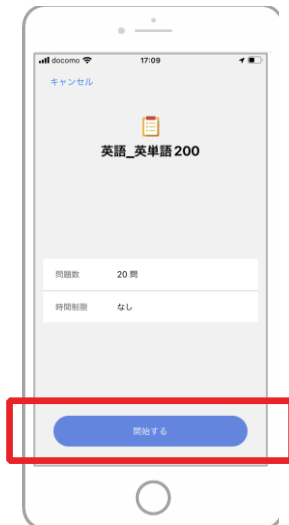 docomo 17:09
キャンセル
英語_英単語200
問題数 20 問
時間制限 なし
開始する